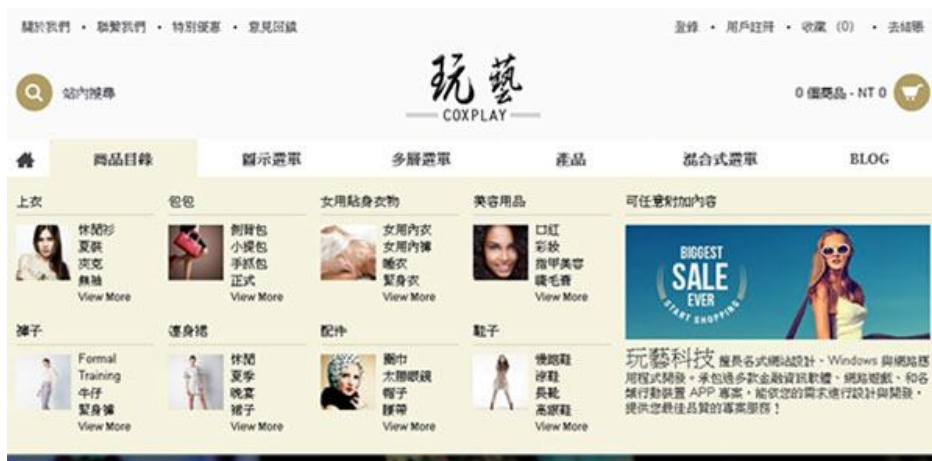 關於我們 • 聯繫我們 • 特別優惠 • 意見回饋
登錄 • 用戶註冊 • 收藏 (0) • 去結賬
站內搜尋
玩藝
COXPLAY
0 個商品 - NT 0
商品目錄 圖示選單 多層選單 產品 混合式選單 BLOG
上衣
休閒衫
夏裝
夾克
無袖
View More
包包
側背包
小提包
手抓包
正式
View More
女用貼身衣物
女用內衣
女用內褲
睡衣
緊身衣
View More
美容用品
口紅
彩妝
指甲美容
睫毛膏
View More
可任意附加內容
BIGGEST
SALE
EVER
START SHOPPING
褲子
Formal
Training
牛仔
緊身褲
View More
連身裙
休閒
夏季
晚宴
裙子
View More
配件
圍巾
太陽眼鏡
帽子
腰帶
View More
鞋子
慢跑鞋
涼鞋
長靴
高跟鞋
View More
玩藝科技 擅長各式網站設計、Windows 與網路應
用程式開發。承包過多款金融資訊軟體、網路遊戲、和各
類行動裝置 APP 專案,能依您的需求進行設計與開發,
提供您最佳品質的專案服務!